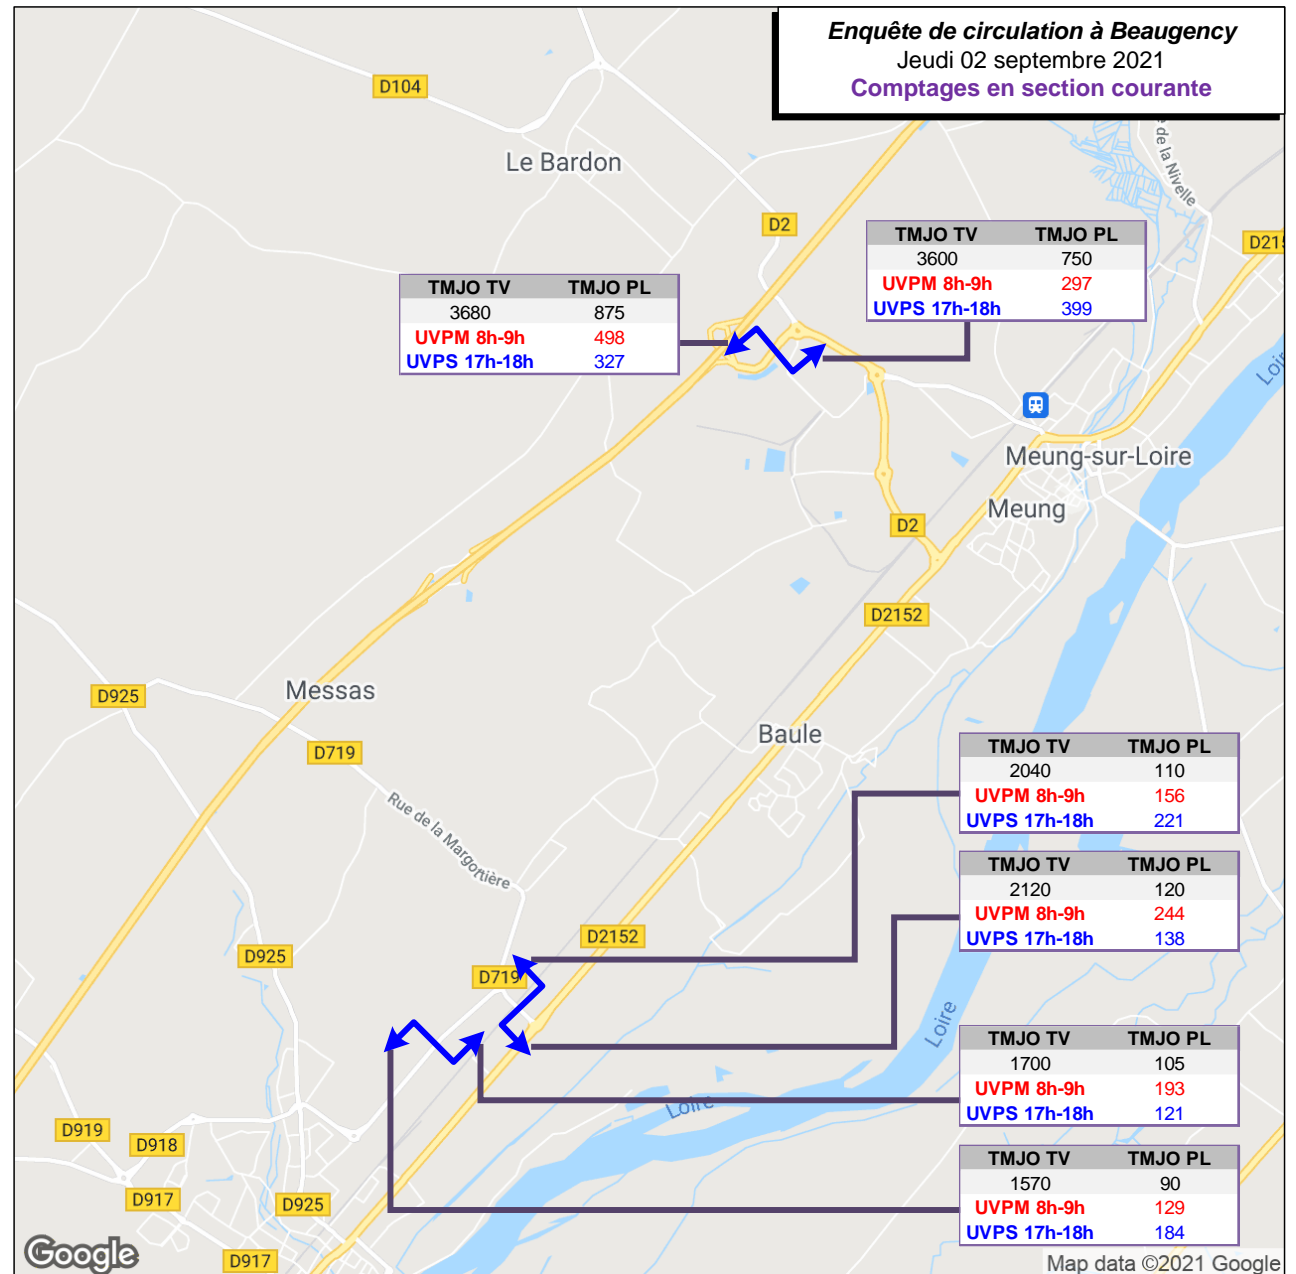 Enquête de circulation à Beaugency
Jeudi 02 septembre 2021
Comptages en section courante
D104
Le Bardon
de la Nivelle
D2
TMJO TV TMJO PL
3600 750
UVPM 8h-9h 297
UVPS 17h-18h 399
D215
TMJO TV TMJO PL
3680 875
UVPM 8h-9h 498
UVPS 17h-18h 327
Loir
Meung-sur-Loire
Meung
D2
D2152
Messas
D925
D719
Baule
Rue de la Margottière
TMJO TV TMJO PL
2040 110
UVPM 8h-9h 156
UVPS 17h-18h 221
TMJO TV TMJO PL
2120 120
UVPM 8h-9h 244
UVPS 17h-18h 138
D2152
D925
D719
Loire
TMJO TV TMJO PL
1700 105
UVPM 8h-9h 193
UVPS 17h-18h 121
Loire
D919
D918
TMJO TV TMJO PL
1570 90
UVPM 8h-9h 129
UVPS 17h-18h 184
D917
D925
D917
Google
Map data ©2021 Google